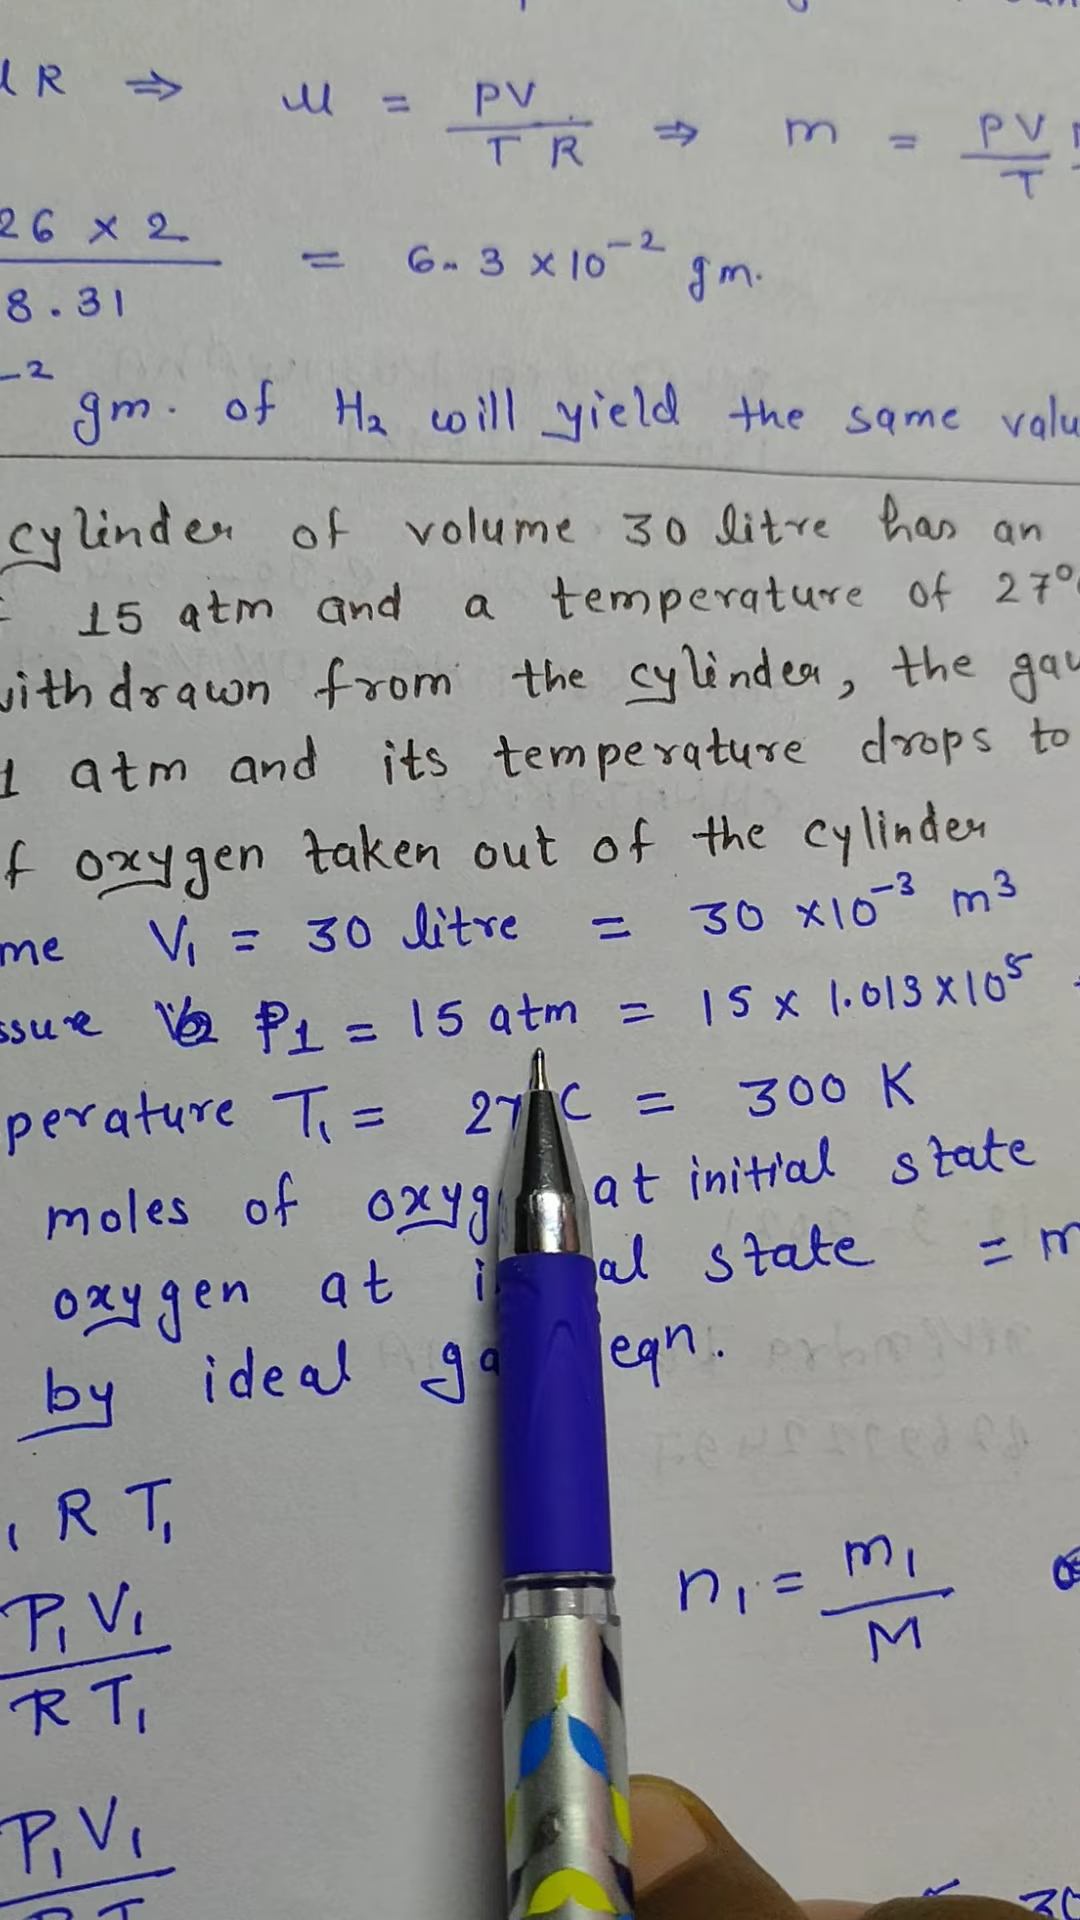 R ⇒ μ = PV / TR ⇒ m = PV / T
26 × 2 / 8.31 = 6.3 × 10⁻² gm.
⁻² gm. of H₂ will yield the same valu
cylinder of volume 30 litre has an
15 atm and a temperature of 27°
withdrawn from the cylinder, the gau
1 atm and its temperature drops to
f oxygen taken out of the cylinder
me V₁ = 30 litre = 30 × 10⁻³ m³
ssure P₁ = 15 atm = 15 × 1.013 × 10⁵
perature T₁ = 27 C = 300 K
moles of oxyg at initial state
oxygen at i al state = m
by ideal ga eqn.
₁ R T₁
P₁V₁ / RT₁
n₁ = m₁ / M
P₁V₁
30